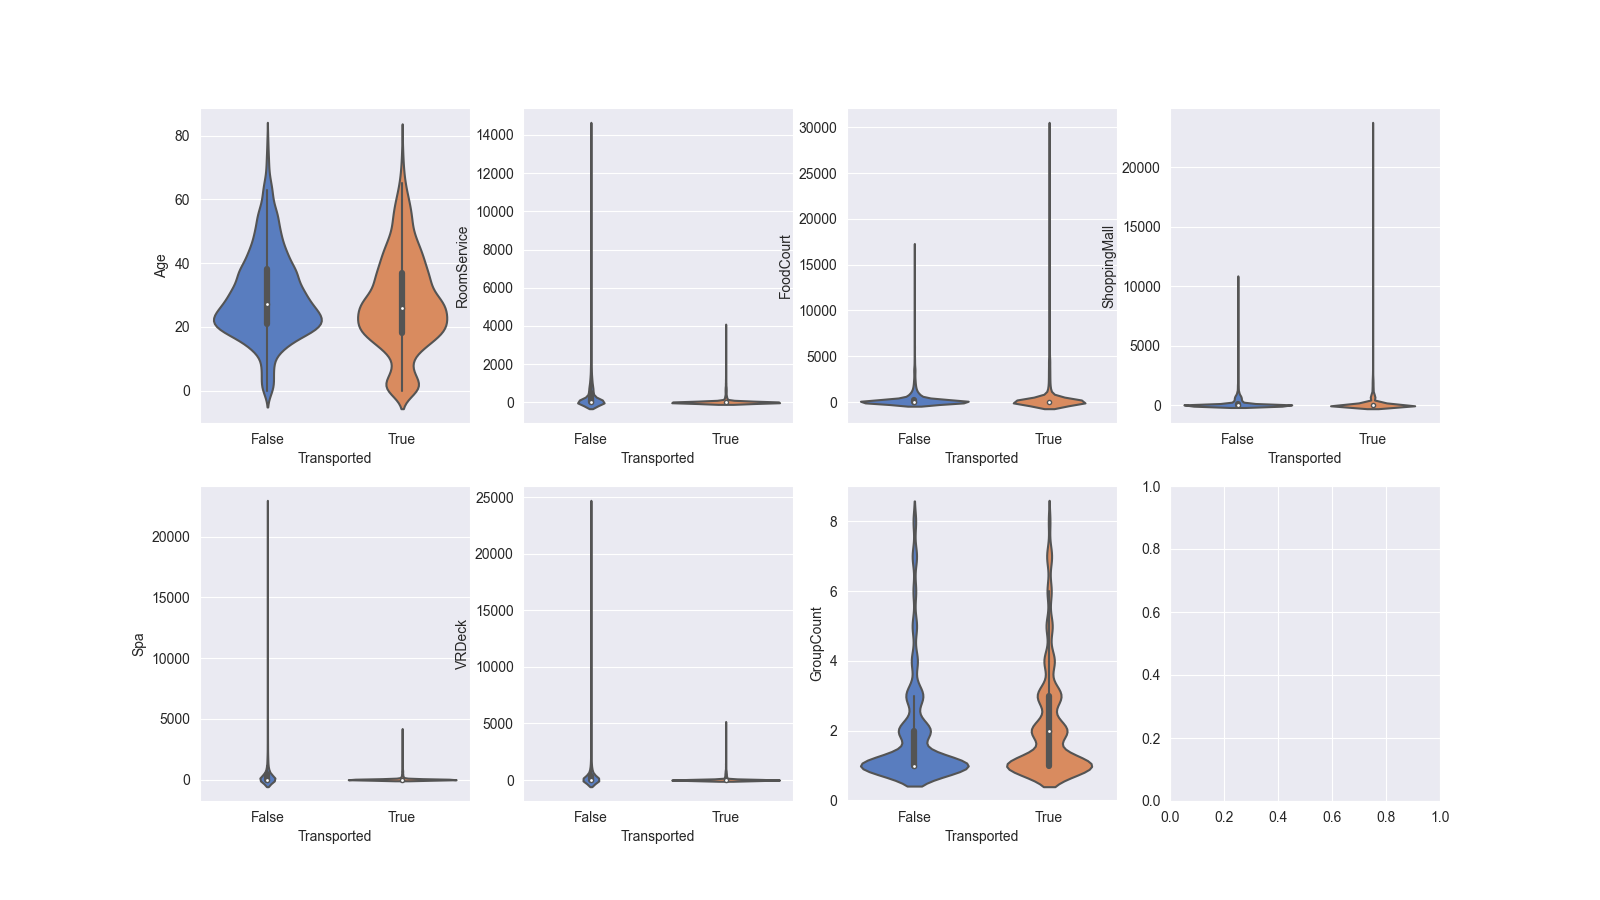 80
60
40
20
0
Age
False
True
Transported
14000
12000
10000
8000
6000
4000
2000
0
RoomService
False
True
Transported
30000
25000
20000
15000
10000
5000
0
FoodCourt
False
True
Transported
20000
15000
10000
5000
0
ShoppingMall
False
True
Transported
20000
15000
10000
5000
0
Spa
False
True
Transported
25000
20000
15000
10000
5000
0
VRDeck
False
True
Transported
8
6
4
2
0
GroupCount
False
True
Transported
1.0
0.8
0.6
0.4
0.2
0.0
0.0 0.2 0.4 0.6 0.8 1.0